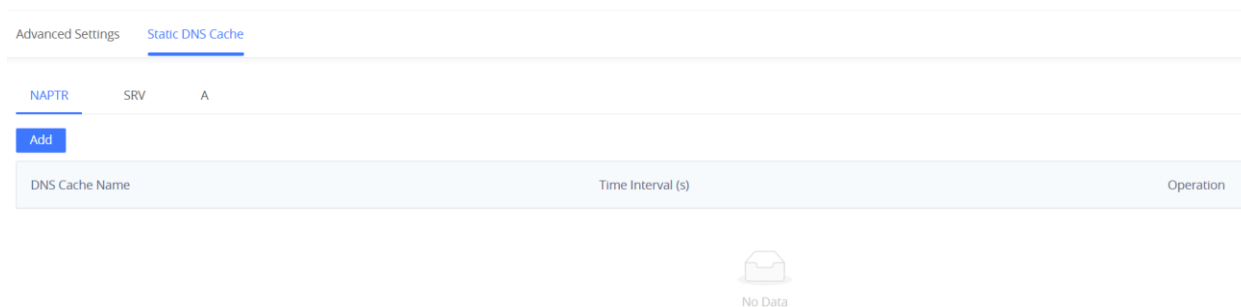 Advanced Settings Static DNS Cache
NAPTR SRV A
Add
DNS Cache Name Time Interval (s) Operation
No Data